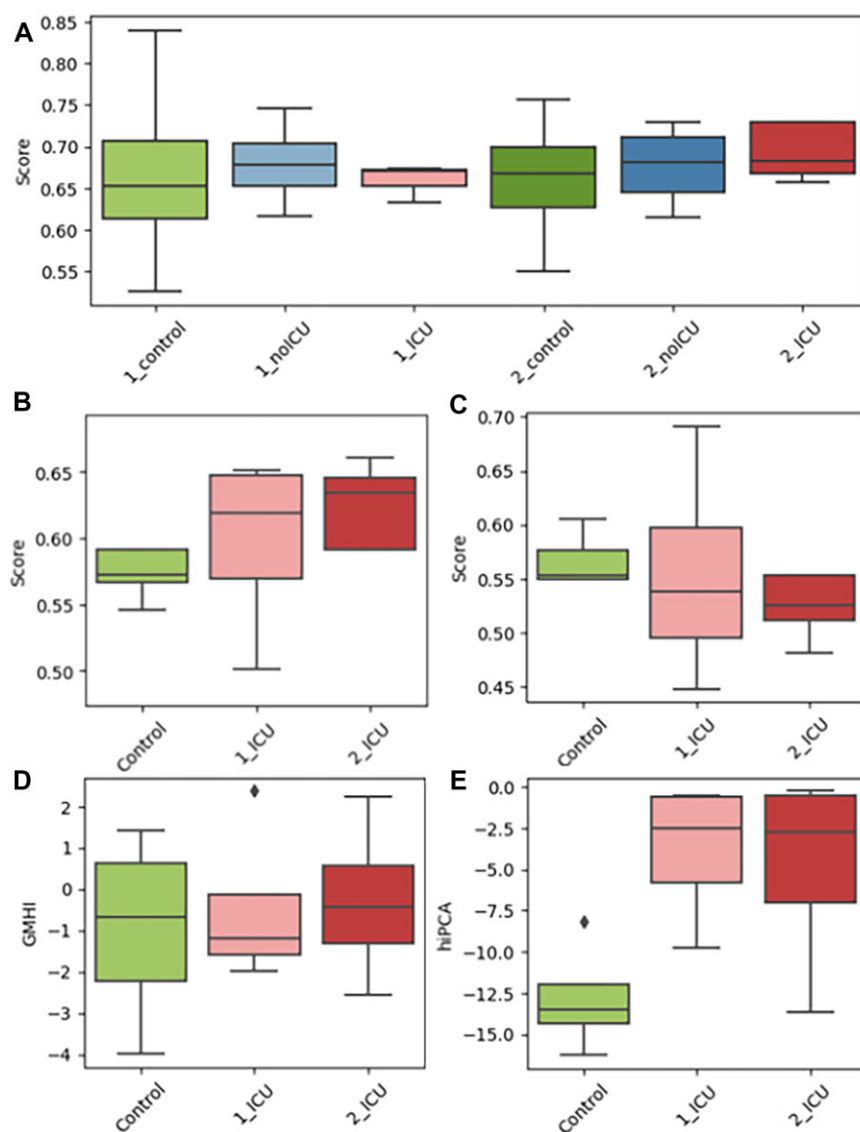 A
Score
0.85
0.80
0.75
0.70
0.65
0.60
0.55
1_control
1_noICU
1_ICU
2_control
2_noICU
2_ICU
B
Score
0.65
0.60
0.55
0.50
Control
1_ICU
2_ICU
C
Score
0.70
0.65
0.60
0.55
0.50
0.45
Control
1_ICU
2_ICU
D
GMHI
2
1
0
−1
−2
−3
−4
Control
1_ICU
2_ICU
E
hiPCA
0.0
−2.5
−5.0
−7.5
−10.0
−12.5
−15.0
Control
1_ICU
2_ICU